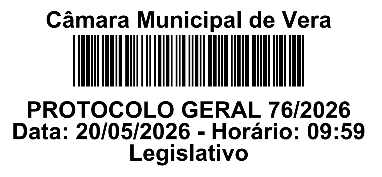 Câmara Municipal de Vera
PROTOCOLO GERAL 76/2026
Data: 20/05/2026 - Horário: 09:59
Legislativo